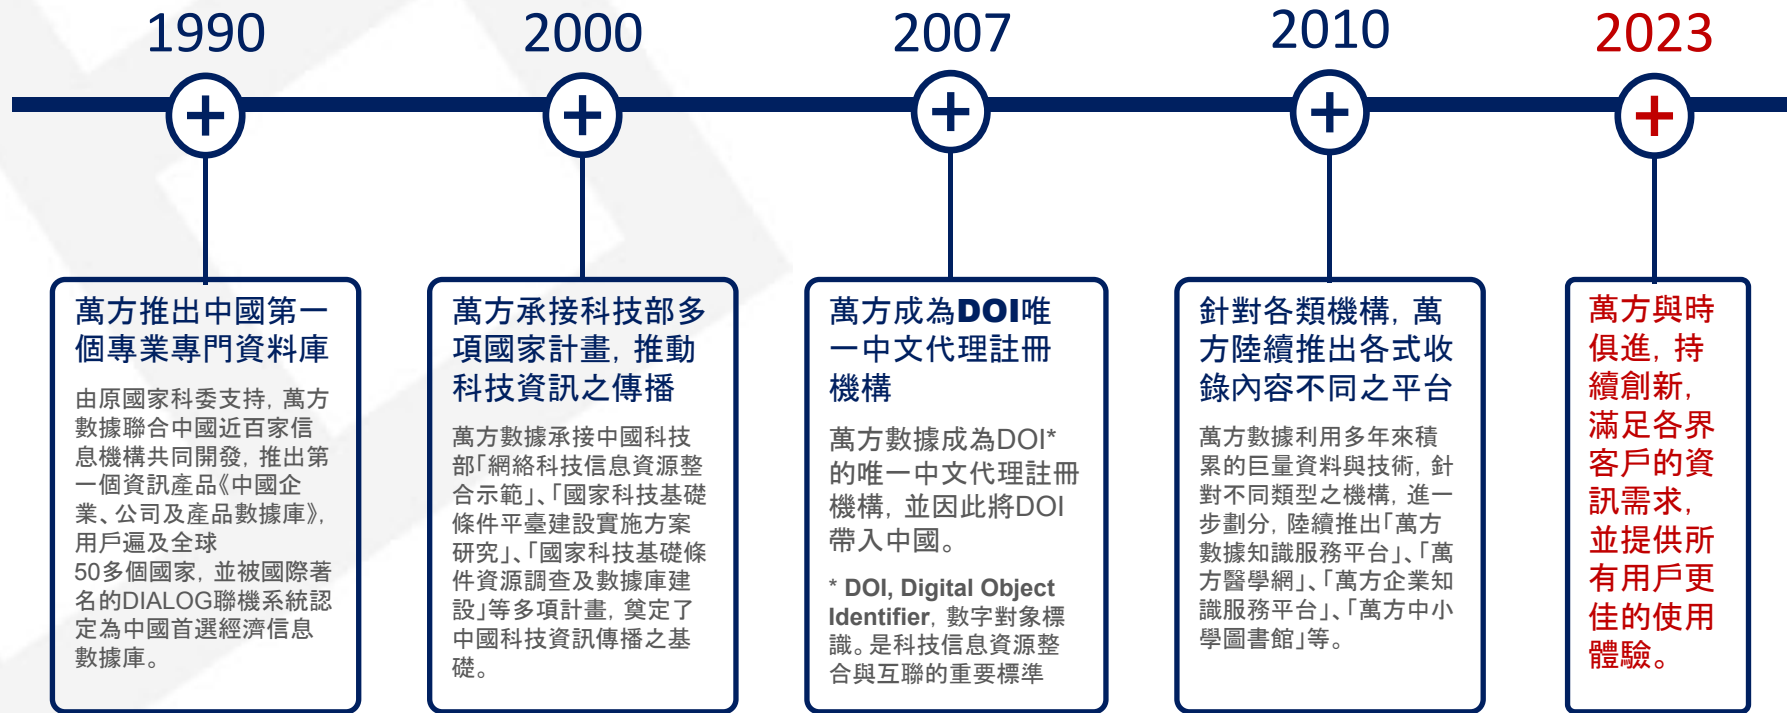 1990
2000
2007
2010
2023
萬方推出中國第一
個專業專門資料庫
由原國家科委支持, 萬方
數據聯合中國近百家信
息機構共同開發, 推出第
一個資訊產品《中國企
業、公司及產品數據庫》,
用戶遍及全球
50多個國家, 並被國際著
名的DIALOG聯機系統認
定為中國首選經濟信息
數據庫。
萬方承接科技部多
項國家計畫, 推動
科技資訊之傳播
萬方數據承接中國科技
部「網絡科技信息資源整
合示範」、「國家科技基礎
條件平臺建設實施方案
研究」、「國家科技基礎條
件資源調查及數據庫建
設」等多項計畫, 奠定了
中國科技資訊傳播之基
礎。
萬方成為DOI唯
一中文代理註冊
機構
萬方數據成為DOI*
的唯一中文代理註冊
機構, 並因此將DOI
帶入中國。
* DOI, Digital Object
Identifier, 數字對象標
識。是科技信息資源整
合與互聯的重要標準
針對各類機構, 萬
方陸續推出各式收
錄內容不同之平台
萬方數據利用多年來積
累的巨量資料與技術, 針
對不同類型之機構, 進一
步劃分, 陸續推出「萬方
數據知識服務平台」、「萬
方醫學網」、「萬方企業知
識服務平台」、「萬方中小
學圖書館」等。
萬方與時
俱進, 持
續創新,
滿足各界
客戶的資
訊需求,
並提供所
有用戶更
佳的使用
體驗。